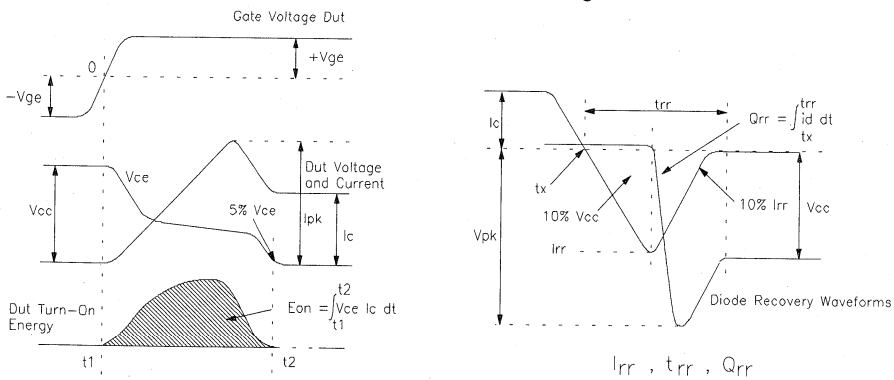 Gate Voltage Dut
0
+Vge
-Vge
Vce
Dut Voltage
and Current
Vcc
5% Vce
Ipk
Ic
Dut Turn-On
Energy
Eon = ∫ Vce Ic dt
t2
t1
t1
t2
trr
Ic
Qrr = ∫ id dt
trr
tx
tx
10% Vcc
10% Irr
Vcc
Vpk
Irr
Diode Recovery Waveforms
Irr , trr , Qrr